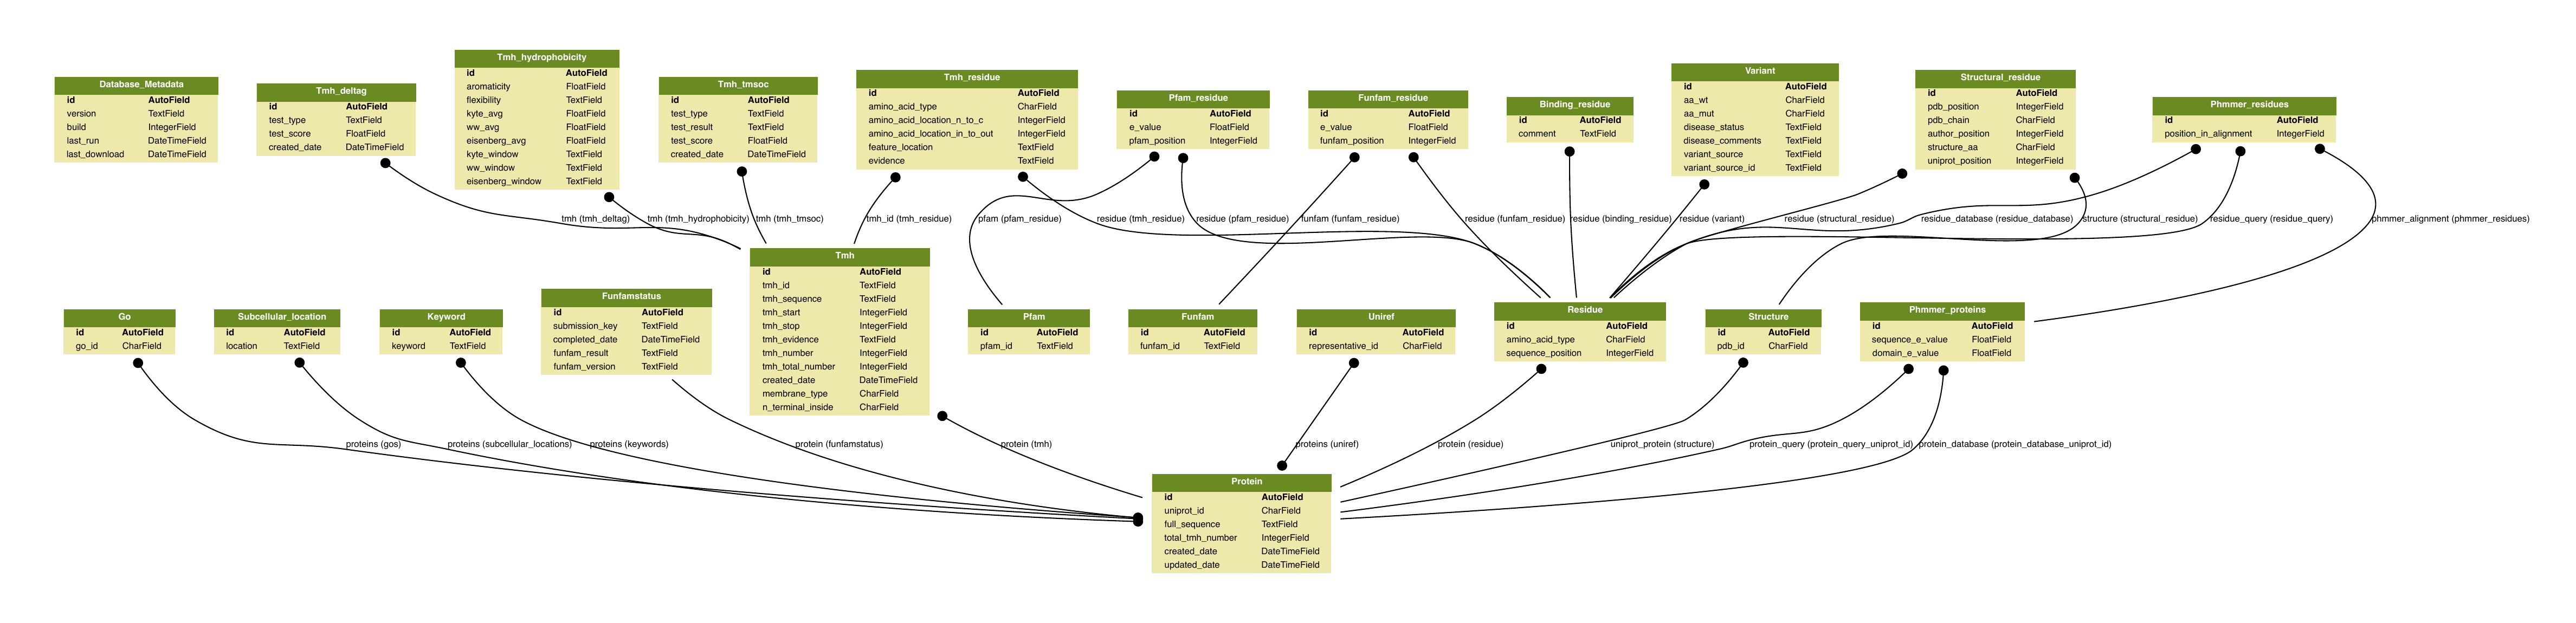 Database_Metadata
id AutoField
version TextField
build IntegerField
last_run DateTimeField
last_download DateTimeField
Tmh_deltag
id AutoField
test_type TextField
test_score FloatField
created_date DateTimeField
Tmh_hydrophobicity
id AutoField
aromaticity FloatField
flexibility TextField
kyte_avg FloatField
ww_avg FloatField
eisenberg_avg FloatField
kyte_window TextField
ww_window TextField
eisenberg_window TextField
Tmh_tmsoc
id AutoField
test_type TextField
test_result TextField
test_score FloatField
created_date DateTimeField
Tmh_residue
id AutoField
amino_acid_type CharField
amino_acid_location_n_to_c IntegerField
amino_acid_location_in_to_out IntegerField
feature_location TextField
evidence TextField
Pfam_residue
id AutoField
e_value FloatField
pfam_position IntegerField
Funfam_residue
id AutoField
e_value FloatField
funfam_position IntegerField
Binding_residue
id AutoField
comment TextField
Variant
id AutoField
aa_wt CharField
aa_mut CharField
disease_status TextField
disease_comments TextField
variant_source TextField
variant_source_id TextField
Structural_residue
id AutoField
pdb_position IntegerField
pdb_chain CharField
author_position IntegerField
structure_aa CharField
uniprot_position IntegerField
Phmmer_residues
id AutoField
position_in_alignment IntegerField
tmh (tmh_deltag)
tmh (tmh_hydrophobicity)
tmh (tmh_tmsoc)
tmh_id (tmh_residue)
pfam (pfam_residue)
residue (tmh_residue)
residue (pfam_residue)
funfam (funfam_residue)
residue (funfam_residue)
residue (binding_residue)
residue (variant)
residue (structural_residue)
residue_database (residue_database)
structure (structural_residue)
residue_query (residue_query)
phmmer_alignment (phmmer_residues)
Go
id AutoField
go_id CharField
Subcellular_location
id AutoField
location TextField
Keyword
id AutoField
keyword TextField
Funfamstatus
id AutoField
submission_key TextField
completed_date DateTimeField
funfam_result TextField
funfam_version TextField
Tmh
id AutoField
tmh_id TextField
tmh_sequence TextField
tmh_start IntegerField
tmh_stop IntegerField
tmh_evidence TextField
tmh_number IntegerField
tmh_total_number IntegerField
created_date DateTimeField
membrane_type CharField
n_terminal_inside CharField
Pfam
id AutoField
pfam_id TextField
Funfam
id AutoField
funfam_id TextField
Uniref
id AutoField
representative_id CharField
Residue
id AutoField
amino_acid_type CharField
sequence_position IntegerField
Structure
id AutoField
pdb_id CharField
Phmmer_proteins
id AutoField
sequence_e_value FloatField
domain_e_value FloatField
proteins (gos)
proteins (subcellular_locations)
proteins (keywords)
protein (funfamstatus)
protein (tmh)
proteins (uniref)
protein (residue)
uniprot_protein (structure)
protein_query (protein_query_uniprot_id)
protein_database (protein_database_uniprot_id)
Protein
id AutoField
uniprot_id CharField
full_sequence TextField
total_tmh_number IntegerField
created_date DateTimeField
updated_date DateTimeField